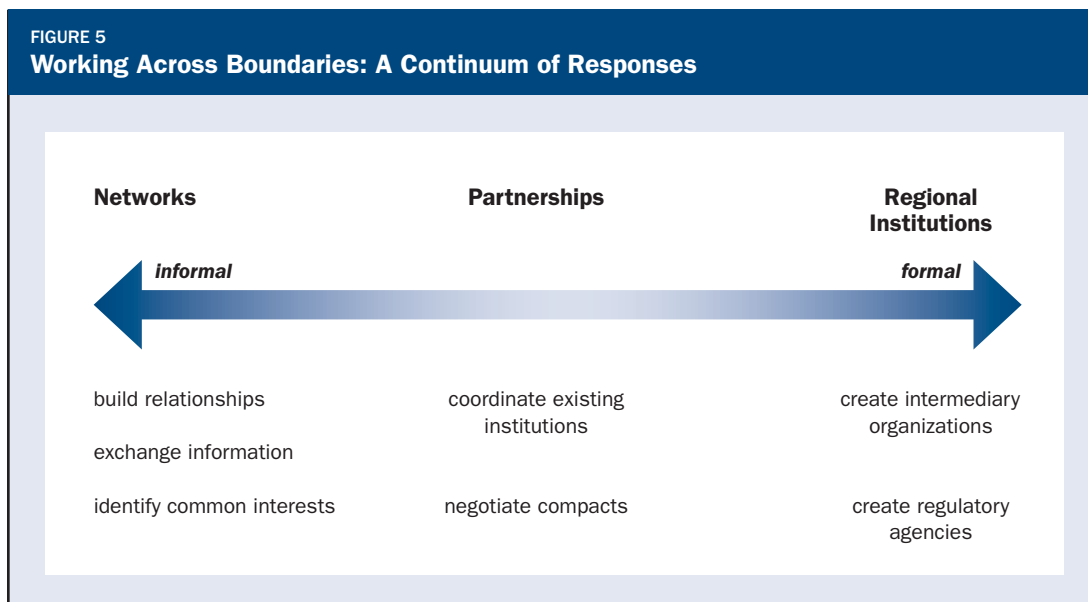 FIGURE 5
Working Across Boundaries: A Continuum of Responses
Networks
Partnerships
Regional
Institutions
informal
formal
build relationships
exchange information
identify common interests
coordinate existing
institutions
negotiate compacts
create intermediary
organizations
create regulatory
agencies